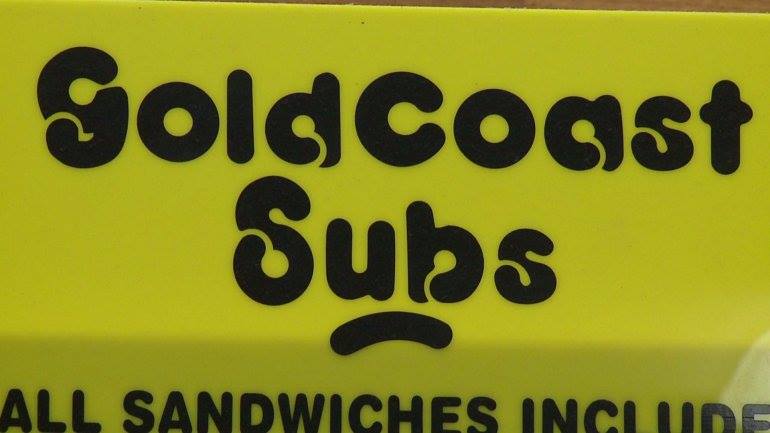 GoldCoast
Subs
ALL SANDWICHES INCLUDE